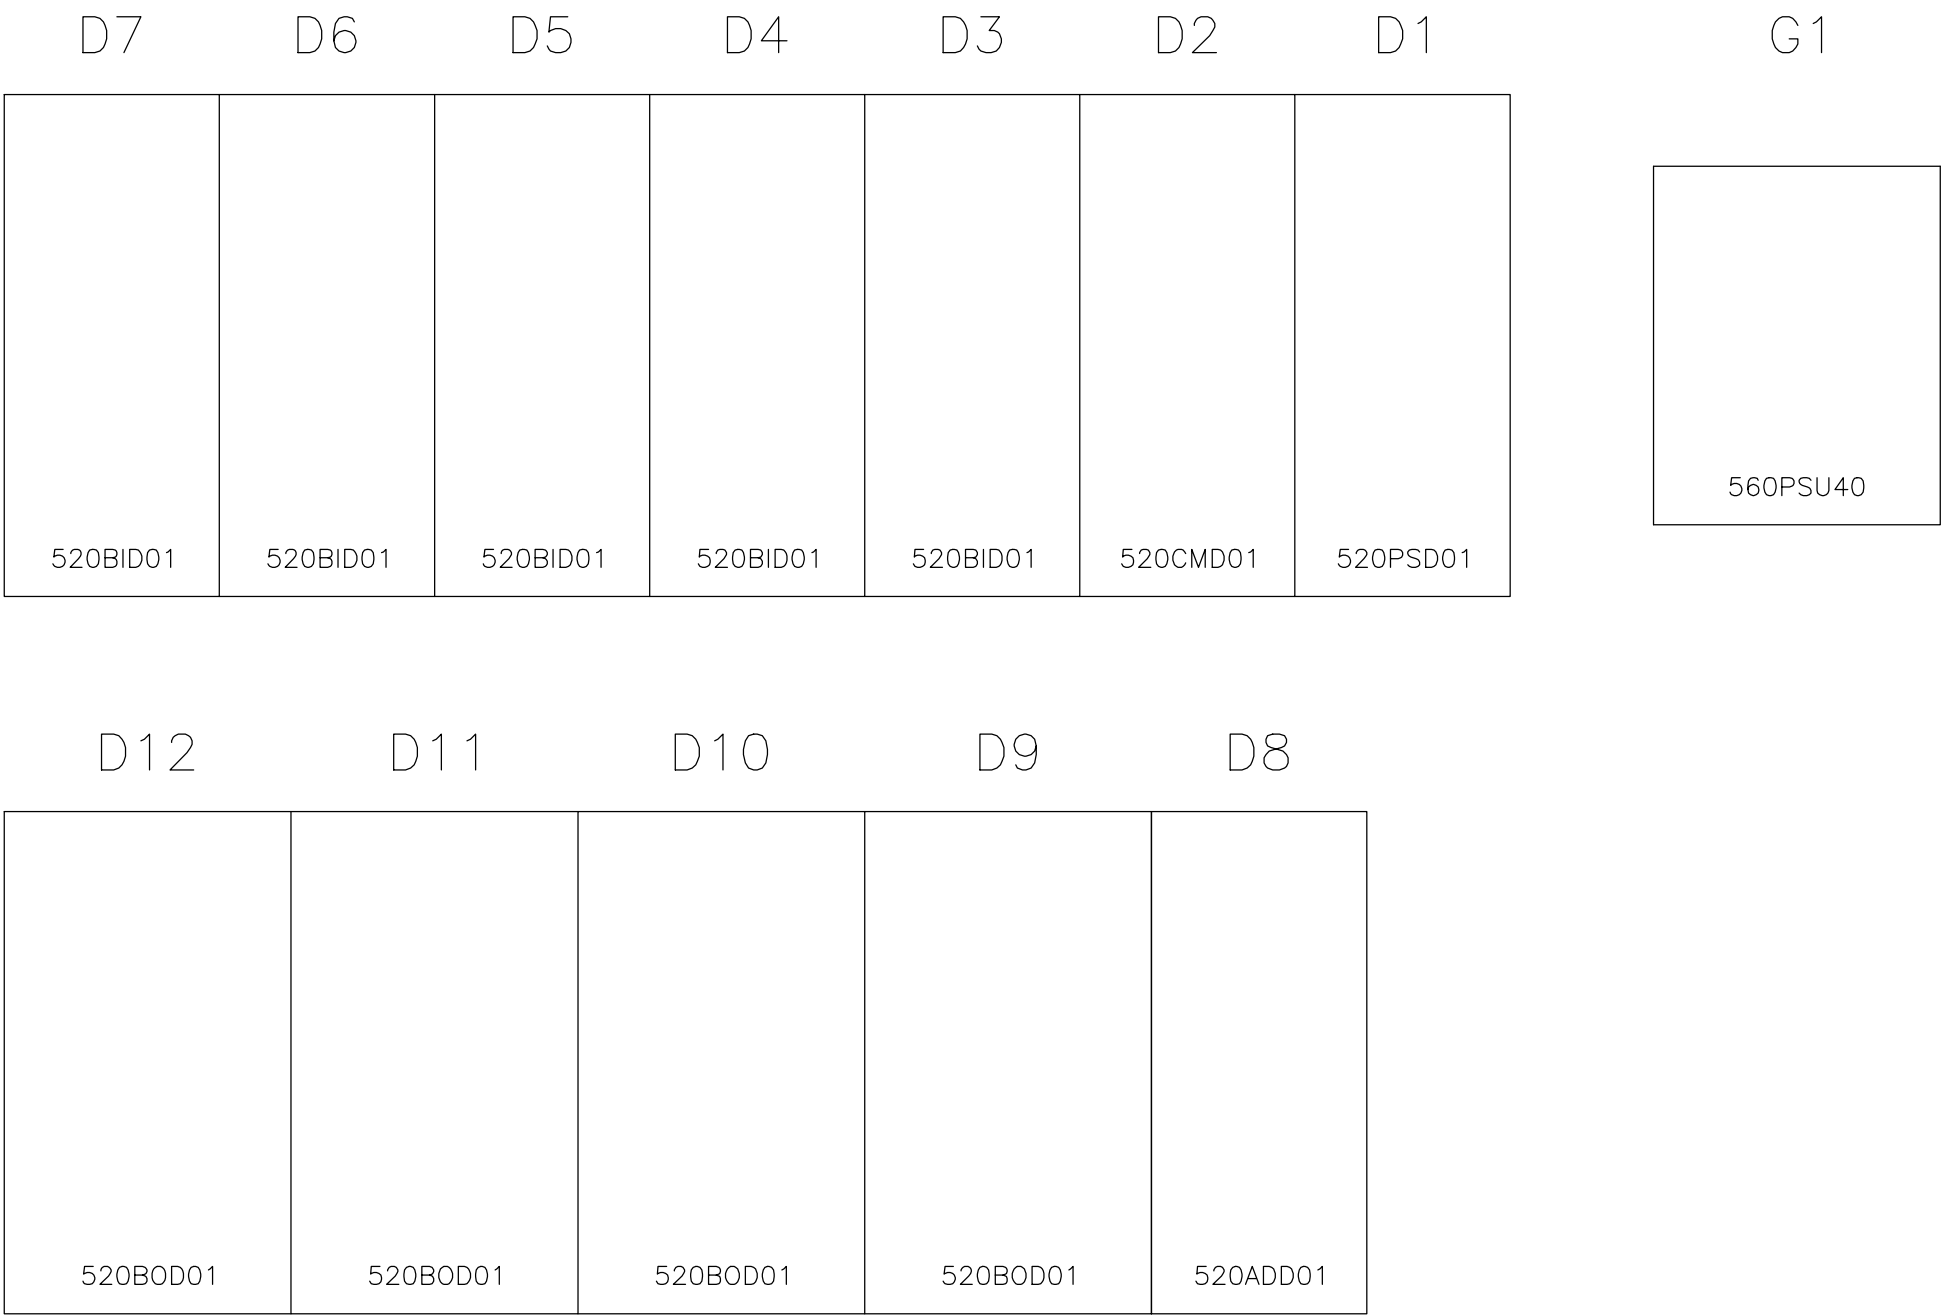 D7 D6 D5 D4 D3 D2 D1 G1
560PSU40
520BID01 520BID01 520BID01 520BID01 520BID01 520CMD01 520PSD01
D12 D11 D10 D9 D8
520BOD01 520BOD01 520BOD01 520BOD01 520ADD01